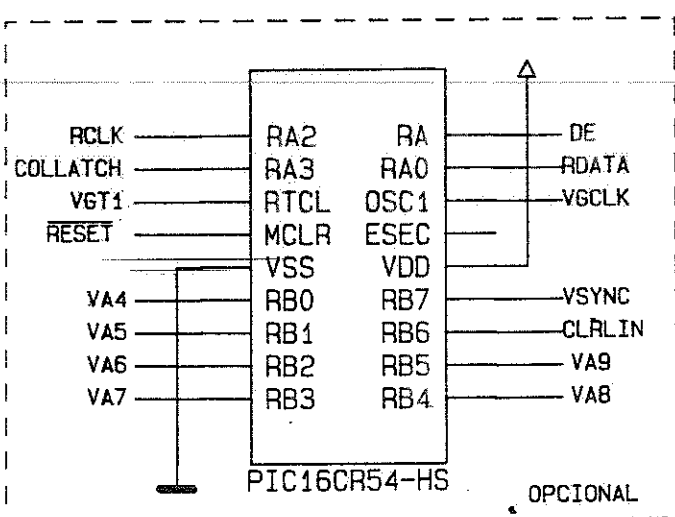 RCLK RA2 RA DE
COLLATCH RA3 RA0 RDATA
VGT1 RTCL OSC1 VGCLK
RESET MCLR ESEC
VSS VDD
VA4 RB0 RB7 VSYNC
VA5 RB1 RB6 CLRLIN
VA6 RB2 RB5 VA9
VA7 RB3 RB4 VA8
PIC16CR54-HS
OPCIONAL